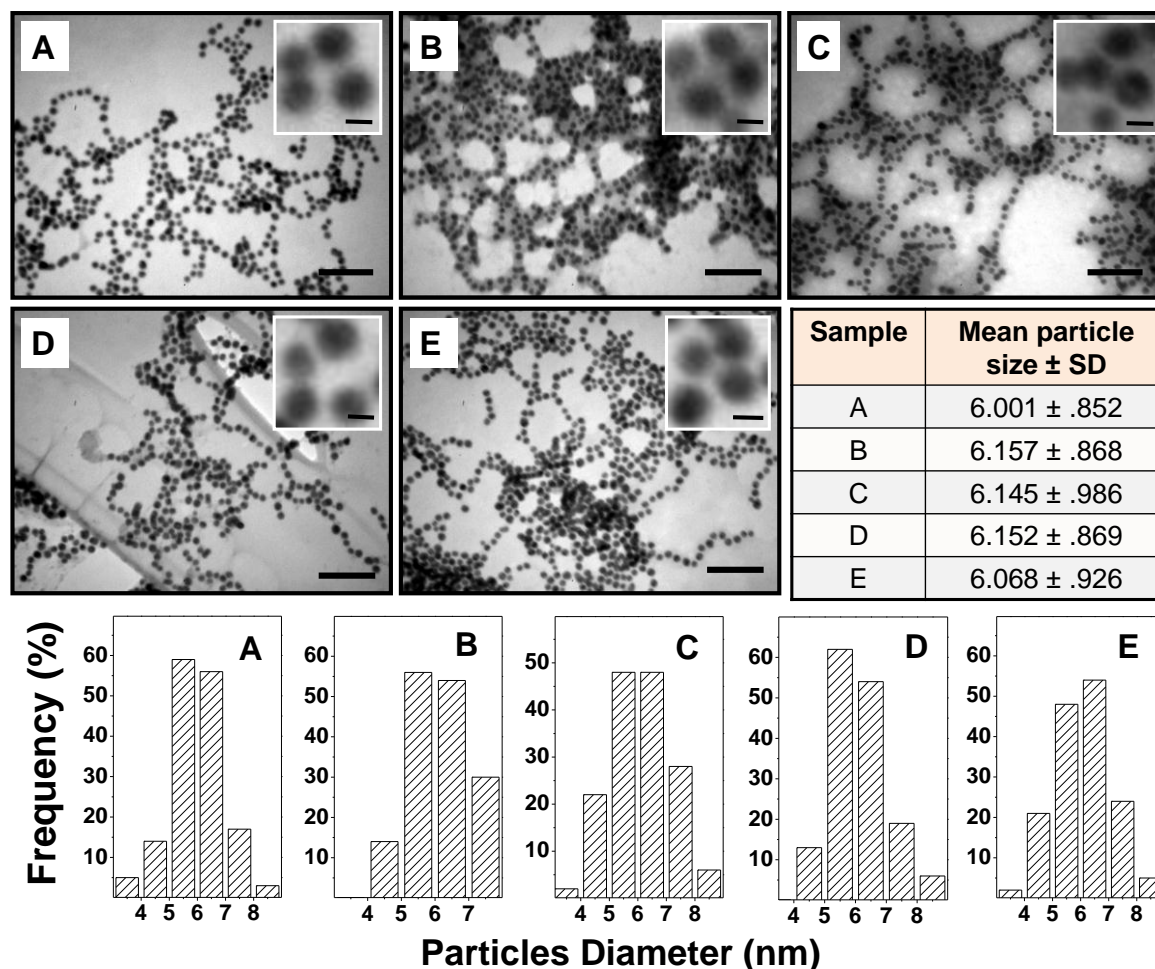 A
B
C
D
E
Sample Mean particle
size ± SD
A 6.001 ± .852
B 6.157 ± .868
C 6.145 ± .986
D 6.152 ± .869
E 6.068 ± .926
Frequency (%)
A
60
50
40
30
20
10
4 5 6 7 8
B
60
50
40
30
20
10
4 5 6 7
C
50
40
30
20
10
4 5 6 7 8
D
60
50
40
30
20
10
4 5 6 7 8
E
60
50
40
30
20
10
4 5 6 7 8
Particles Diameter (nm)